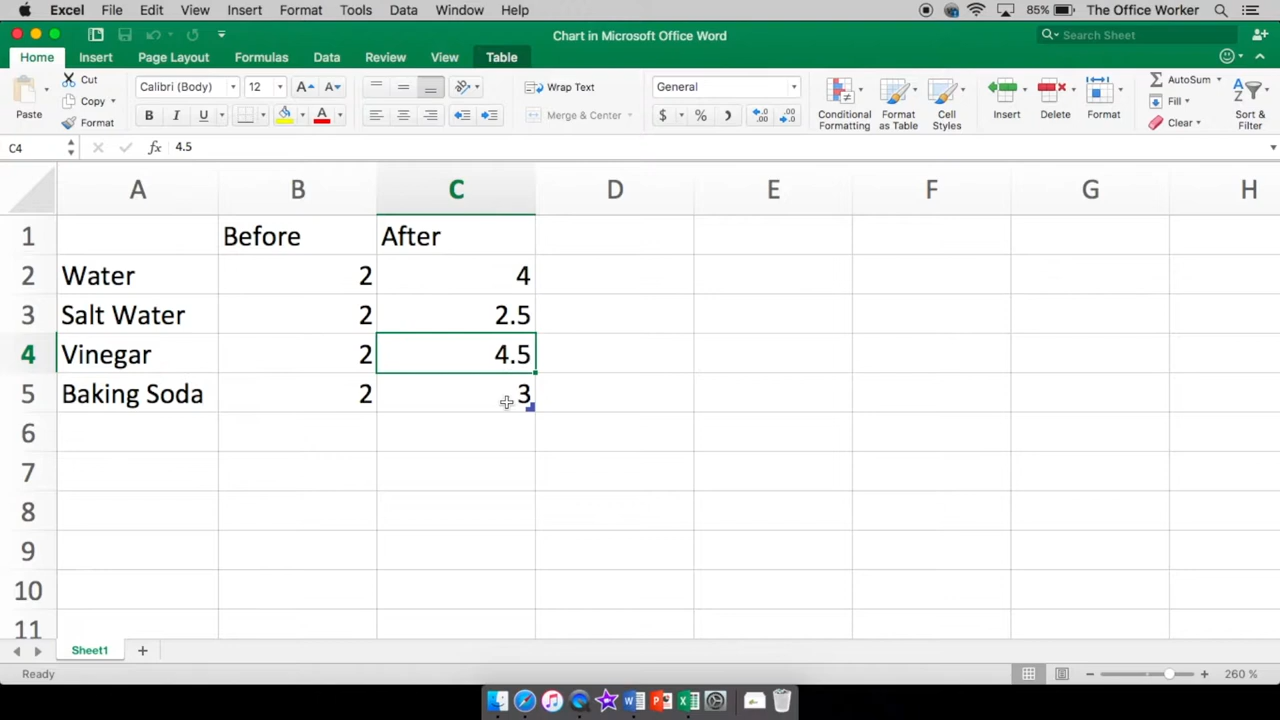 Excel File Edit View Insert Format Tools Data Window Help 85% The Office Worker
Chart in Microsoft Office Word Search Sheet
Home Insert Page Layout Formulas Data Review View Table
Paste Cut Copy Format
Calibri (Body) 12 Wrap Text General AutoSum
B I U A Merge & Center $ % Fill Clear
Conditional Formatting Format as Table Cell Styles Insert Delete Format Sort & Filter
C4 fx 4.5
A B C D E F G H
1 Before After
2 Water 2 4
3 Salt Water 2 2.5
4 Vinegar 2 4.5
5 Baking Soda 2 3
6
7
8
9
10
11
Sheet1 +
Ready 260 %